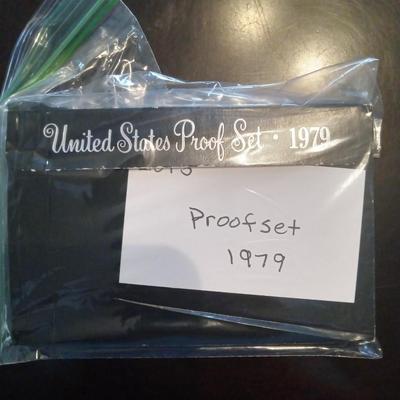 United States Proof Set • 1979
Proofset
1979